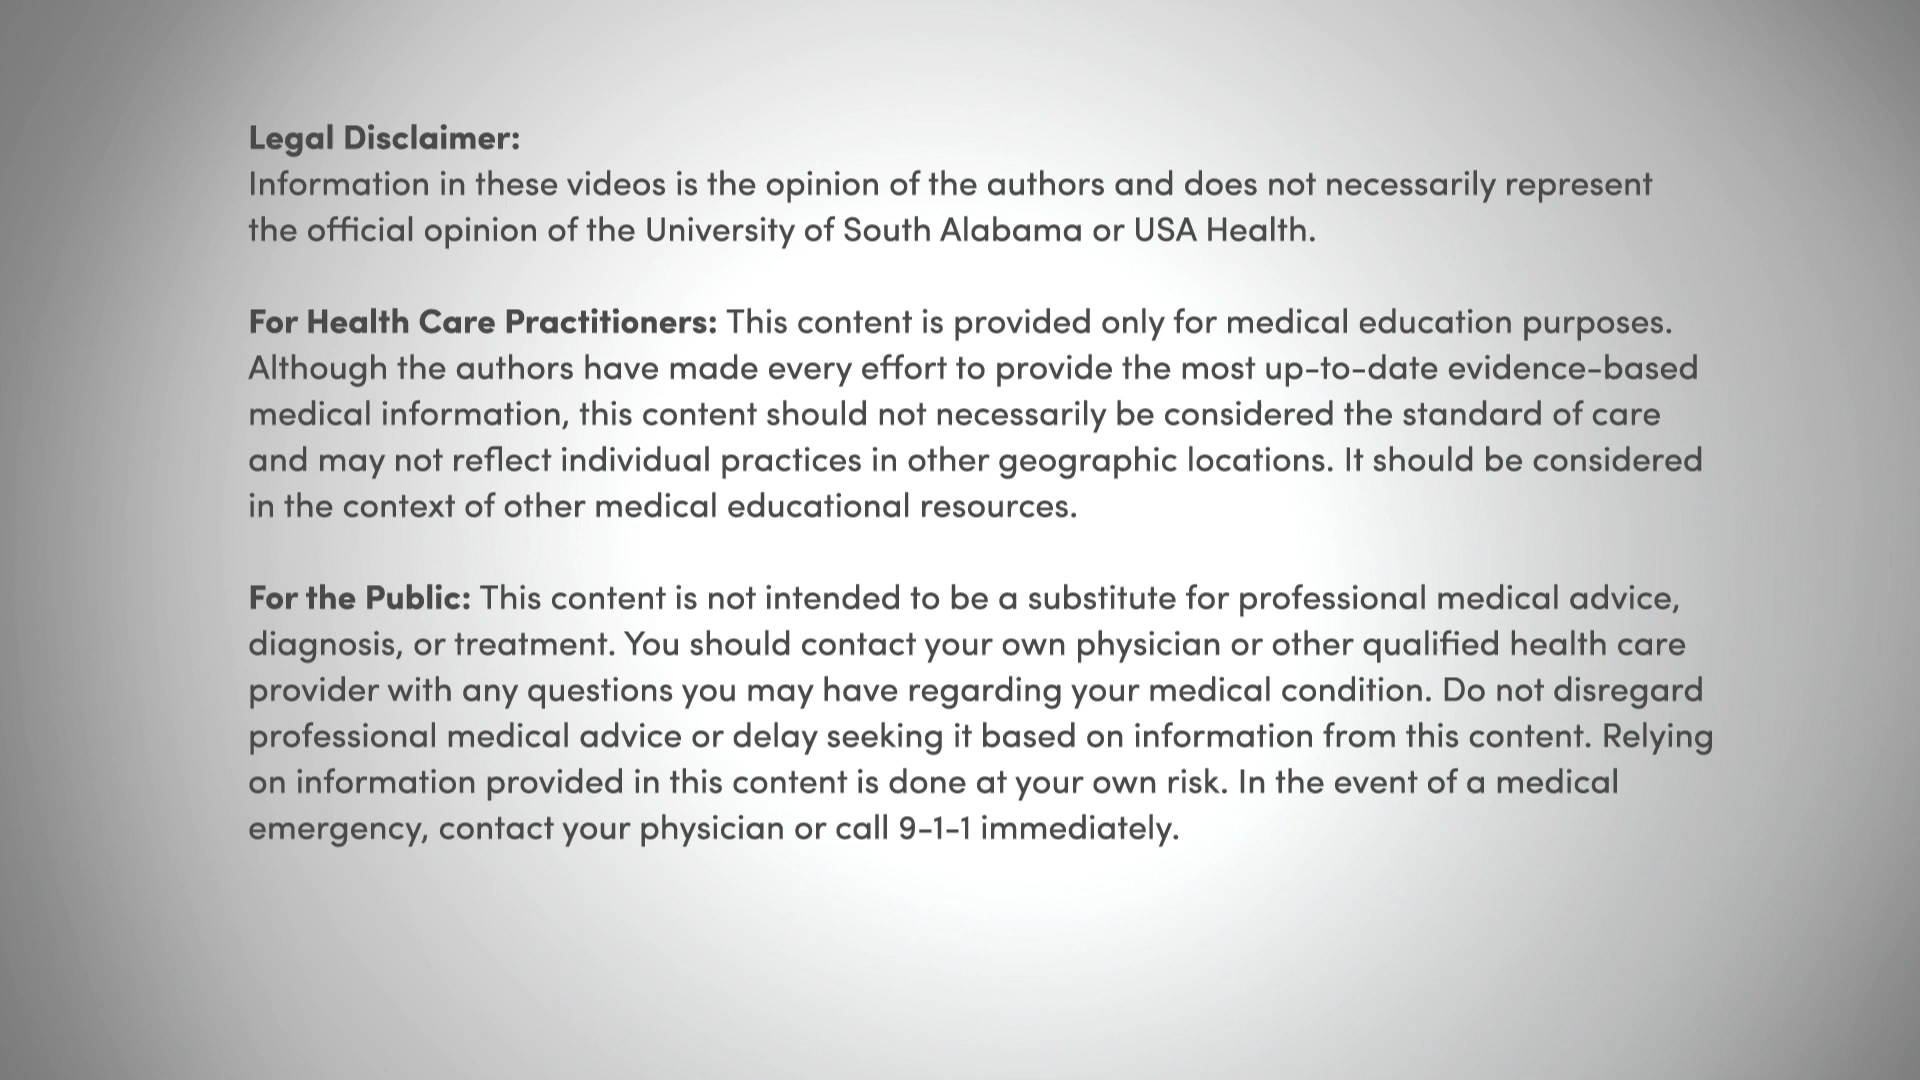 Legal Disclaimer:
Information in these videos is the opinion of the authors and does not necessarily represent
the official opinion of the University of South Alabama or USA Health.
For Health Care Practitioners: This content is provided only for medical education purposes.
Although the authors have made every effort to provide the most up-to-date evidence-based
medical information, this content should not necessarily be considered the standard of care
and may not reflect individual practices in other geographic locations. It should be considered
in the context of other medical educational resources.
For the Public: This content is not intended to be a substitute for professional medical advice,
diagnosis, or treatment. You should contact your own physician or other qualified health care
provider with any questions you may have regarding your medical condition. Do not disregard
professional medical advice or delay seeking it based on information from this content. Relying
on information provided in this content is done at your own risk. In the event of a medical
emergency, contact your physician or call 9-1-1 immediately.